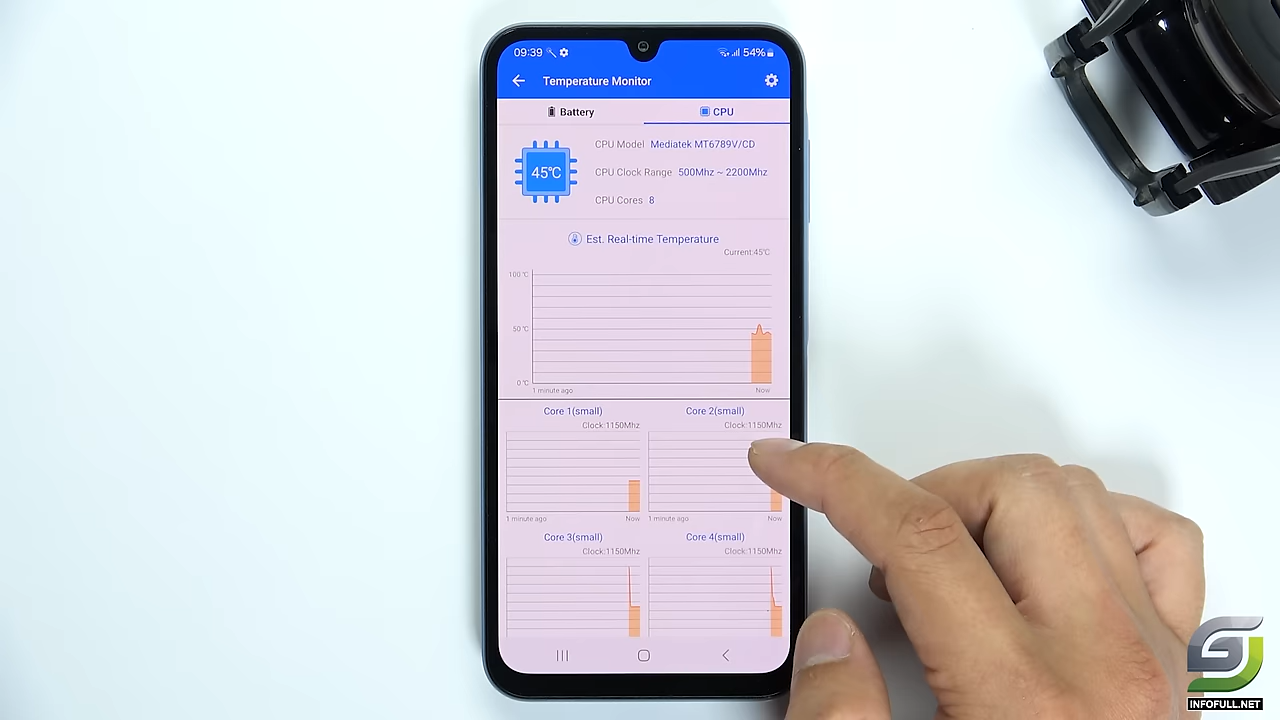 09:39 54%
Temperature Monitor
Battery CPU
45℃
CPU Model Mediatek MT6789V/CD
CPU Clock Range 500Mhz ~ 2200Mhz
CPU Cores 8
Est. Real-time Temperature
Current:45℃
100 ℃
50 ℃
0 ℃
1 minute ago Now
Core 1(small) Core 2(small)
Clock:1150Mhz Clock:1150Mhz
1 minute ago Now 1 minute ago Now
Core 3(small) Core 4(small)
Clock:1150Mhz Clock:1150Mhz
INFOFULL.NET